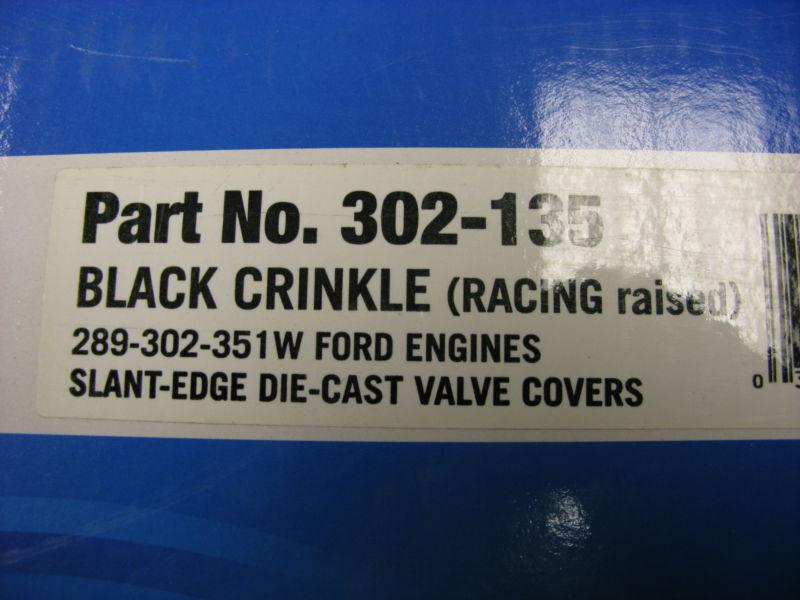 Part No. 302-135
BLACK CRINKLE (RACING raised)
289-302-351W FORD ENGINES
SLANT-EDGE DIE-CAST VALVE COVERS
0